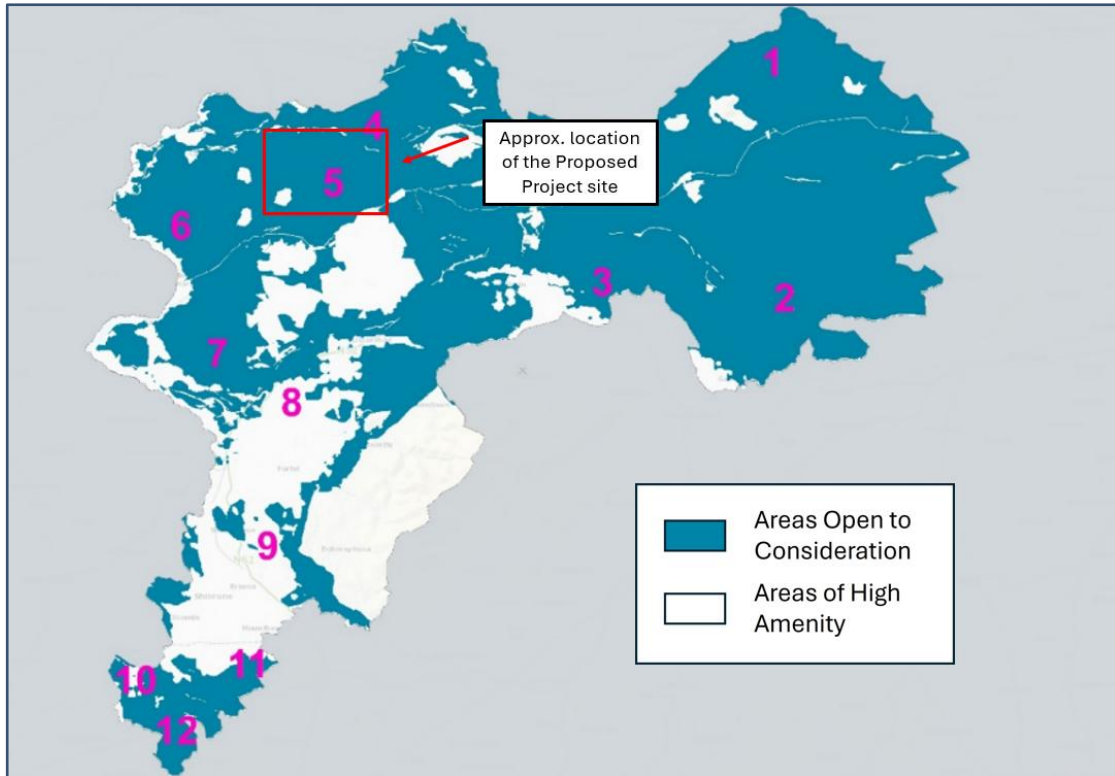 1
4
Approx. location
of the Proposed
Project site
5
6
3
2
7
8
9
Areas Open to
Consideration
Areas of High
Amenity
11
10
12